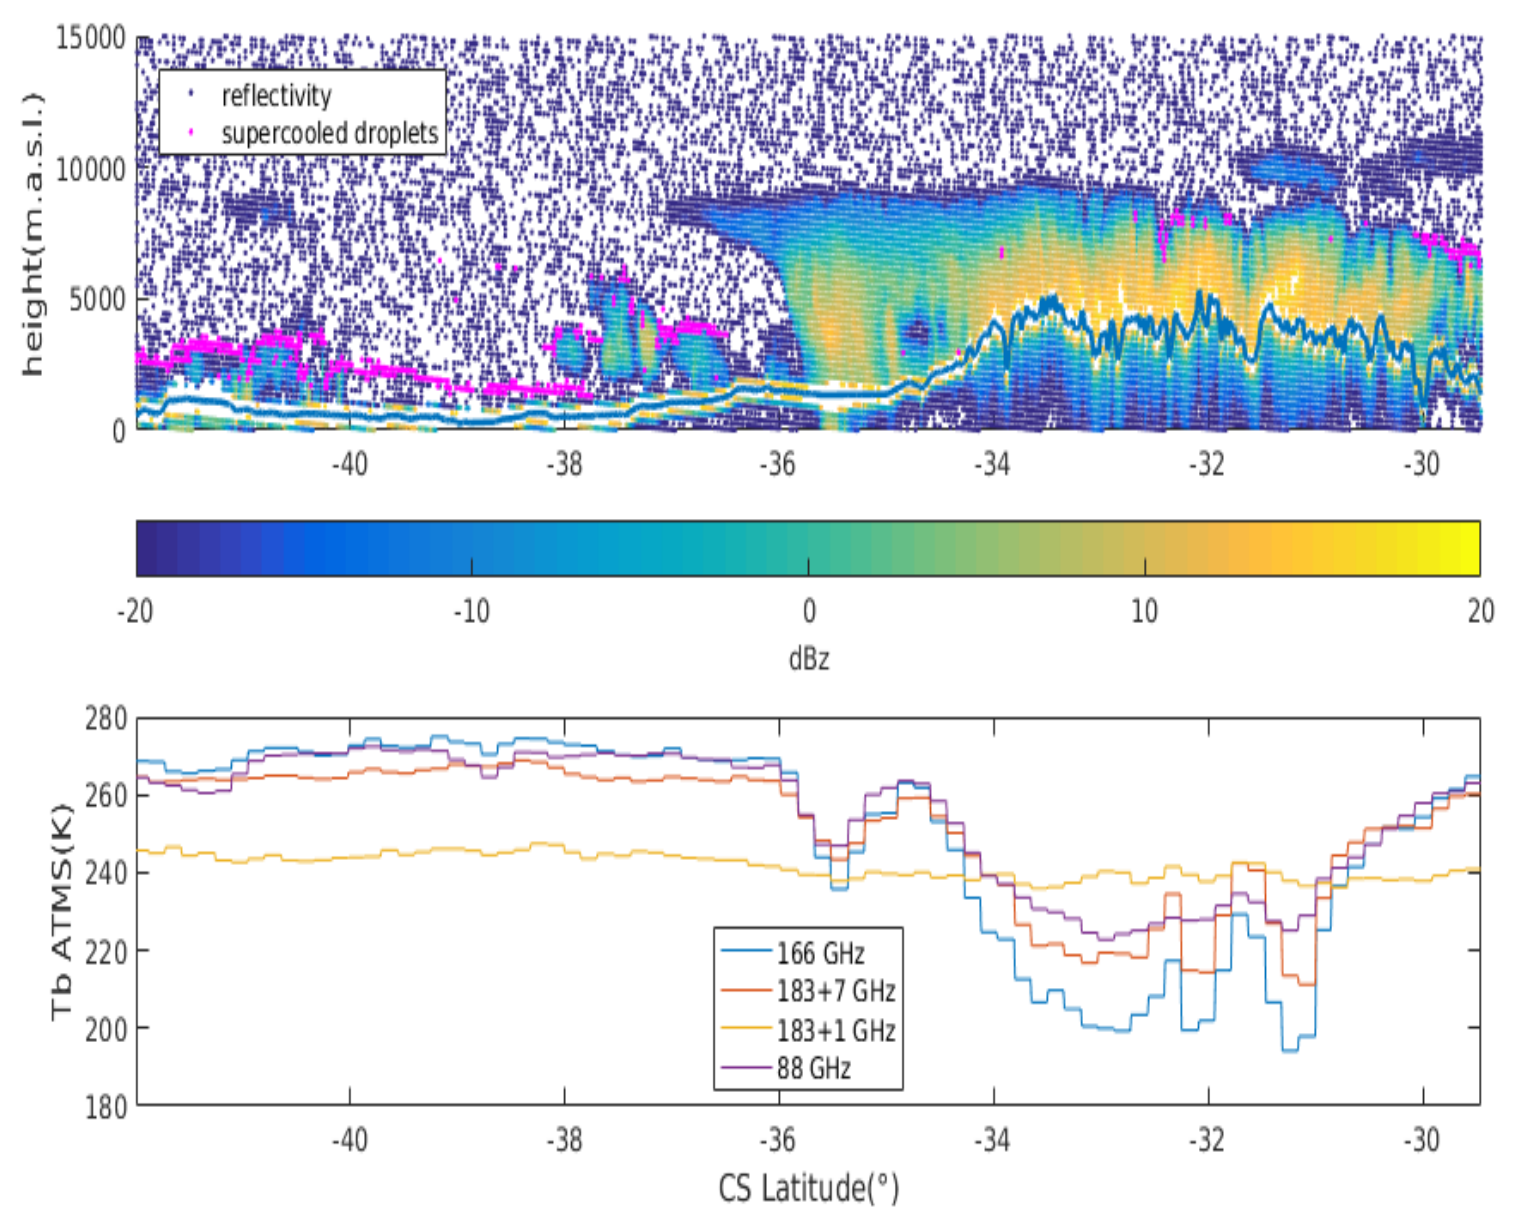 15000
10000
5000
0
height(m.a.s.l.)
reflectivity
supercooled droplets
-40 -38 -36 -34 -32 -30
-20 -10 0 10 20
dBz
280
260
240
220
200
180
Tb ATMS(K)
166 GHz
183+7 GHz
183+1 GHz
88 GHz
-40 -38 -36 -34 -32 -30
CS Latitude(°)